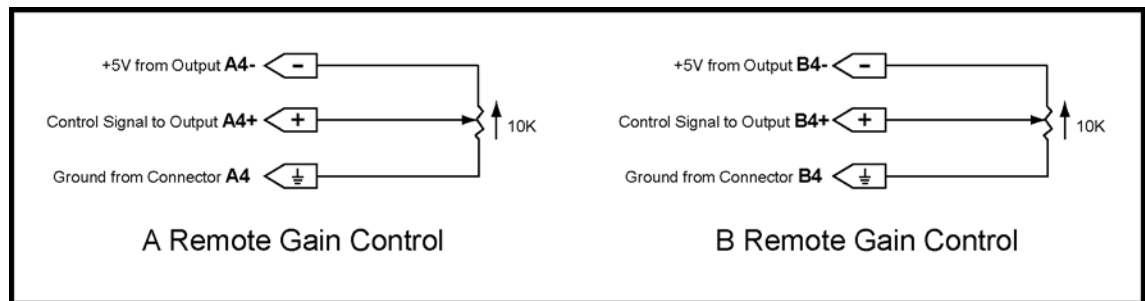 +5V from Output A4- -
Control Signal to Output A4+ +
10K
Ground from Connector A4
A Remote Gain Control
+5V from Output B4- -
Control Signal to Output B4+ +
10K
Ground from Connector B4
B Remote Gain Control